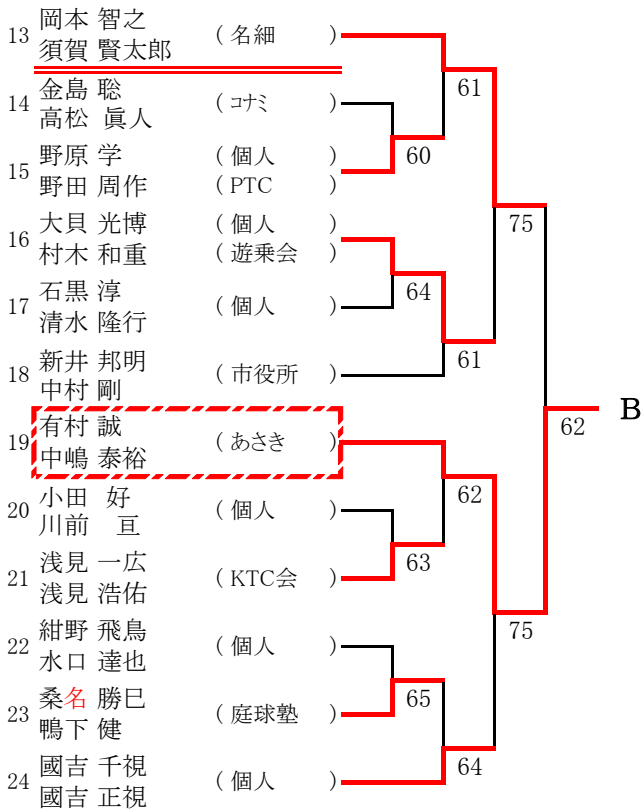 13 岡本 智之 ( 名細 )
須賀 賢太郎
61
14 金島 聡 ( コナミ )
高松 眞人
60
15 野原 学 ( 個人 )
野田 周作 ( PTC )
75
16 大貝 光博 ( 個人 )
村木 和重 ( 遊乗会 )
64
17 石黒 淳 ( 個人 )
清水 隆行
61
18 新井 邦明 ( 市役所 )
中村 剛
B
62
19 有村 誠 ( あさき )
中嶋 泰裕
62
20 小田 好 ( 個人 )
川前 亘
63
21 浅見 一広 ( KTC会 )
浅見 浩佑
75
22 紺野 飛鳥 ( 個人 )
水口 達也
65
23 桑名 勝巳 ( 庭球塾 )
鴨下 健
64
24 國吉 千視 ( 個人 )
國吉 正視